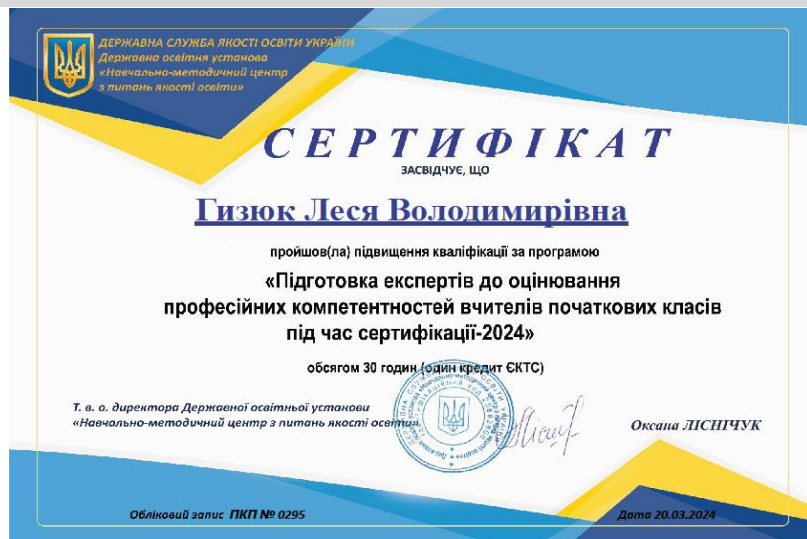 ДЕРЖАВНА СЛУЖБА ЯКОСТІ ОСВІТИ УКРАЇНИ
Державна освітня установа
«Навчально-методичний центр
з питань якості освіти»
СЕРТИФІКАТ
ЗАСВІДЧУЄ, ЩО
Гизюк Леся Володимирівна
пройшов(ла) підвищення кваліфікації за програмою
«Підготовка експертів до оцінювання
професійних компетентностей вчителів початкових класів
під час сертифікації-2024»
обсягом 30 годин (один кредит ЄКТС)
Т. в. о. директора Державної освітньої установи
«Навчально-методичний центр з питань якості освіти»
Оксана ЛІСНІЧУК
Обліковий запис ПКП № 0295
Дата 20.03.2024